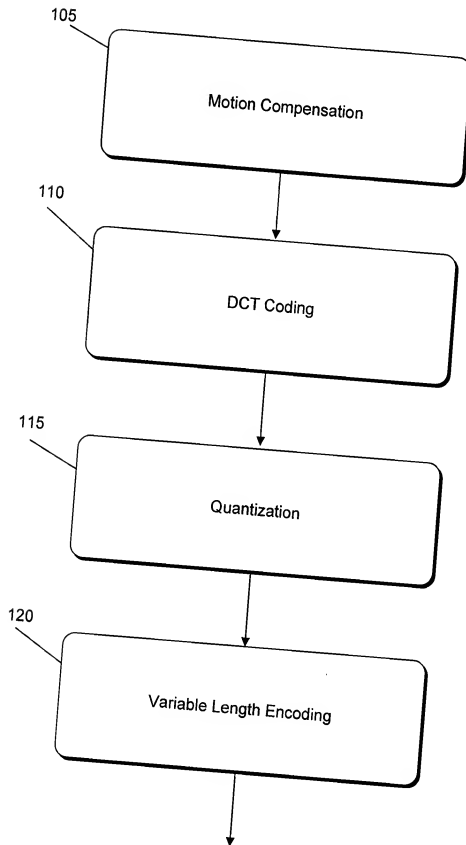 105
Motion Compensation
110
DCT Coding
115
Quantization
120
Variable Length Encoding